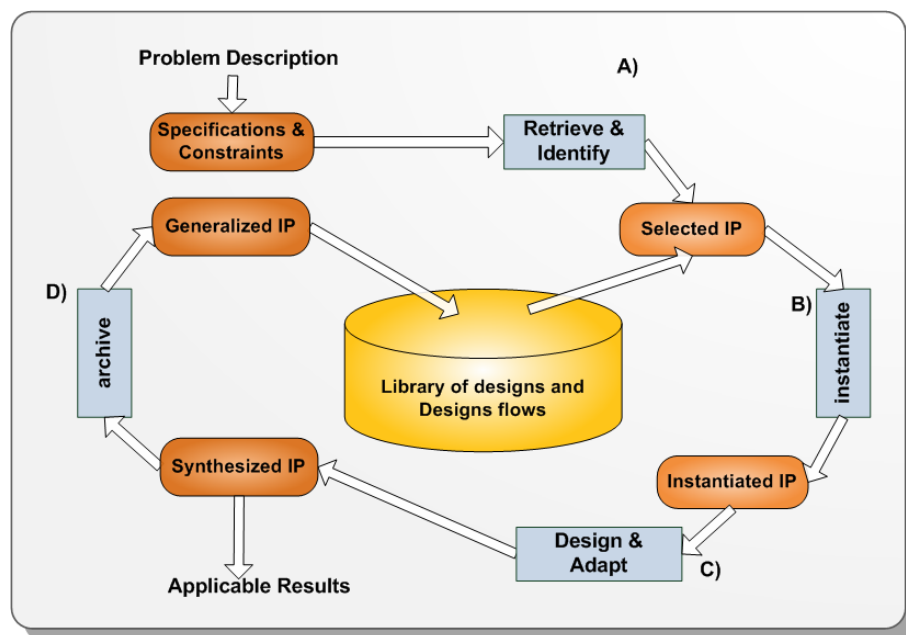 Problem Description
A)
Specifications &
Constraints
Retrieve &
Identify
Generalized IP
Selected IP
D)
B)
archive
instantiate
Library of designs and
Designs flows
Synthesized IP
Instantiated IP
Design &
Adapt
C)
Applicable Results